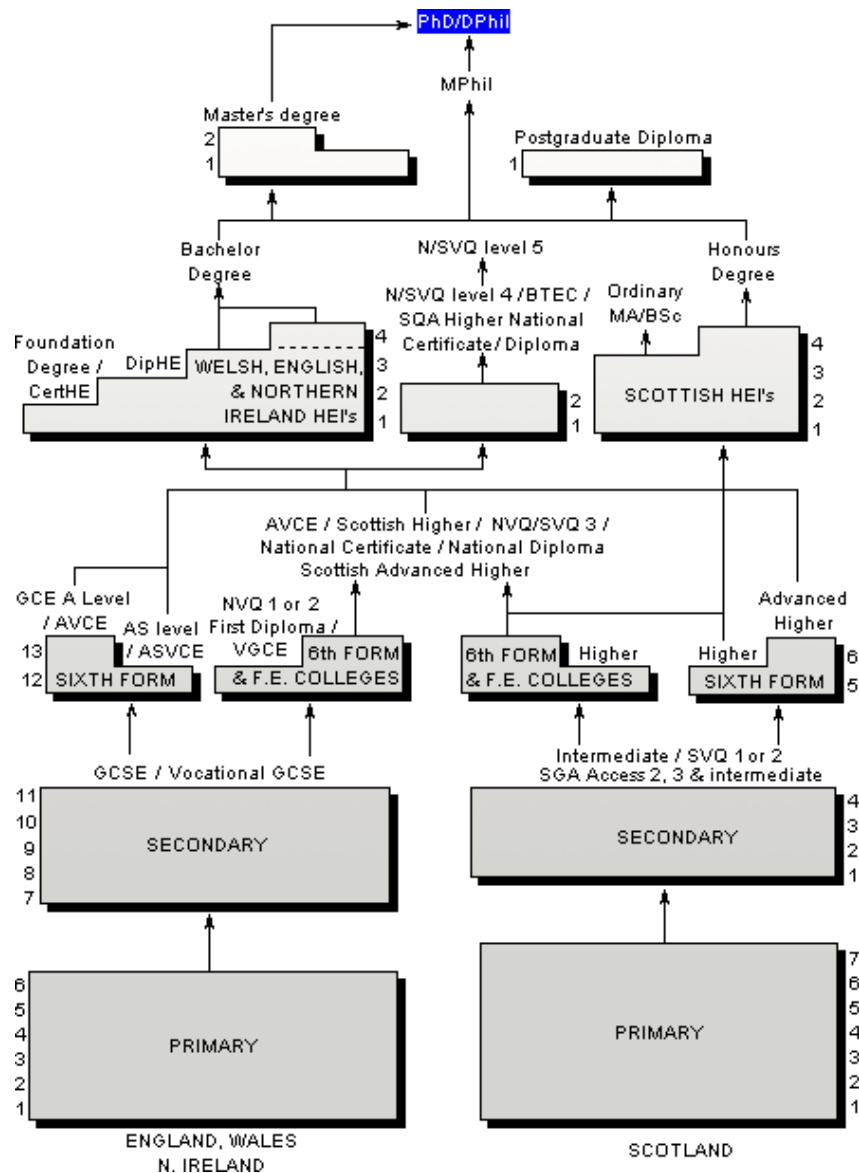 PhD/DPhil
MPhil
Master's degree
2
1
Postgraduate Diploma
1
Bachelor
Degree
N/SVQ level 5
Honours
Degree
N/SVQ level 4 /BTEC /
SQA Higher National
Certificate/ Diploma
Ordinary
MA/BSc
Foundation
Degree /
CertHE
DipHE
WELSH, ENGLISH,
& NORTHERN
IRELAND HEI's
4
3
2
1
2
1
SCOTTISH HEI's
4
3
2
1
AVCE / Scottish Higher / NVQ/SVQ 3 /
National Certificate / National Diploma
Scottish Advanced Higher
GCE A Level
/ AVCE
AS level
/ ASVCE
13
12
SIXTH FORM
NVQ 1 or 2
First Diploma /
VGCE
6th FORM
& F.E. COLLEGES
6th FORM
& F.E. COLLEGES
Higher
Higher
Advanced
Higher
SIXTH FORM
6
5
GCSE / Vocational GCSE
Intermediate / SVQ 1 or 2
SGA Access 2, 3 & intermediate
11
10
9
8
7
SECONDARY
SECONDARY
4
3
2
1
6
5
4
3
2
1
PRIMARY
PRIMARY
7
6
5
4
3
2
1
ENGLAND, WALES
N. IRELAND
SCOTLAND